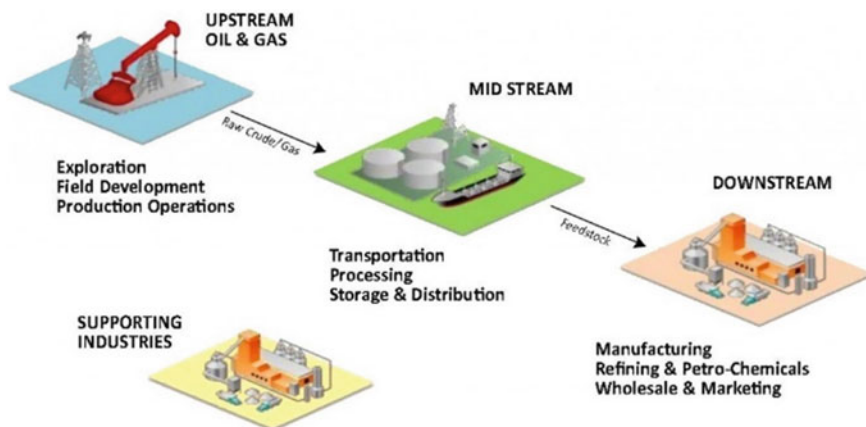 UPSTREAM
OIL & GAS
Raw Crude/Gas
Exploration
Field Development
Production Operations
MID STREAM
Transportation
Processing
Storage & Distribution
Feedstock
DOWNSTREAM
Manufacturing
Refining & Petro-Chemicals
Wholesale & Marketing
SUPPORTING
INDUSTRIES